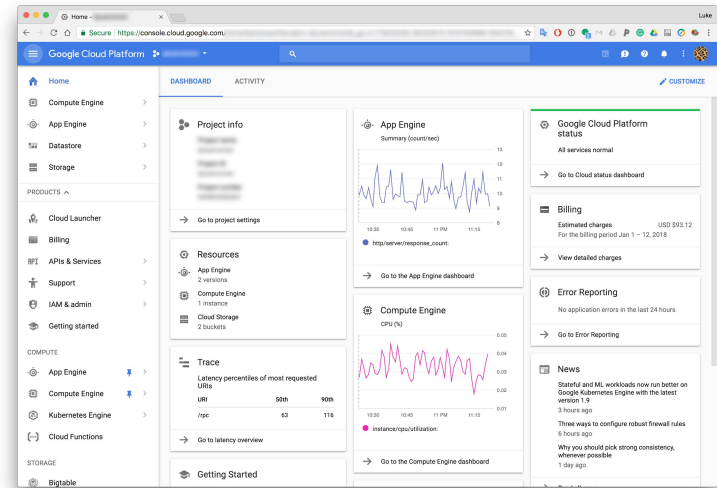 Home -
Luke
Secure https://console.cloud.google.com/
Google Cloud Platform
Home
Compute Engine
App Engine
Datastore
Storage
PRODUCTS
Cloud Launcher
Billing
API APIs & Services
Support
IAM & admin
Getting started
COMPUTE
App Engine
Compute Engine
Kubernetes Engine
Cloud Functions
STORAGE
Bigtable
DASHBOARD ACTIVITY
CUSTOMIZE
Project info
Project name
Project ID
Project number
Go to project settings
Resources
App Engine
2 versions
Compute Engine
1 instance
Cloud Storage
2 buckets
Trace
Latency percentiles of most requested
URIs
URI 50th 90th
/rpc 63 116
Go to latency overview
Getting Started
App Engine
Summary (count/sec)
13
12
11
10
9
8
10:30 10:45 11 PM 11:15
http/server/response_count:
Go to the App Engine dashboard
Compute Engine
CPU (%)
0.05
0.04
0.03
0.02
0.01
10:30 10:45 11 PM 11:15
instance/cpu/utilization:
Go to the Compute Engine dashboard
Google Cloud Platform
status
All services normal
Go to Cloud status dashboard
Billing
Estimated charges USD $93.12
For the billing period Jan 1 – 12, 2018
View detailed charges
Error Reporting
No application errors in the last 24 hours
Go to Error Reporting
News
Stateful and ML workloads now run better on
Google Kubernetes Engine with the latest
version 1.9
3 hours ago
Three ways to configure robust firewall rules
6 hours ago
Why you should pick strong consistency,
whenever possible
1 day ago